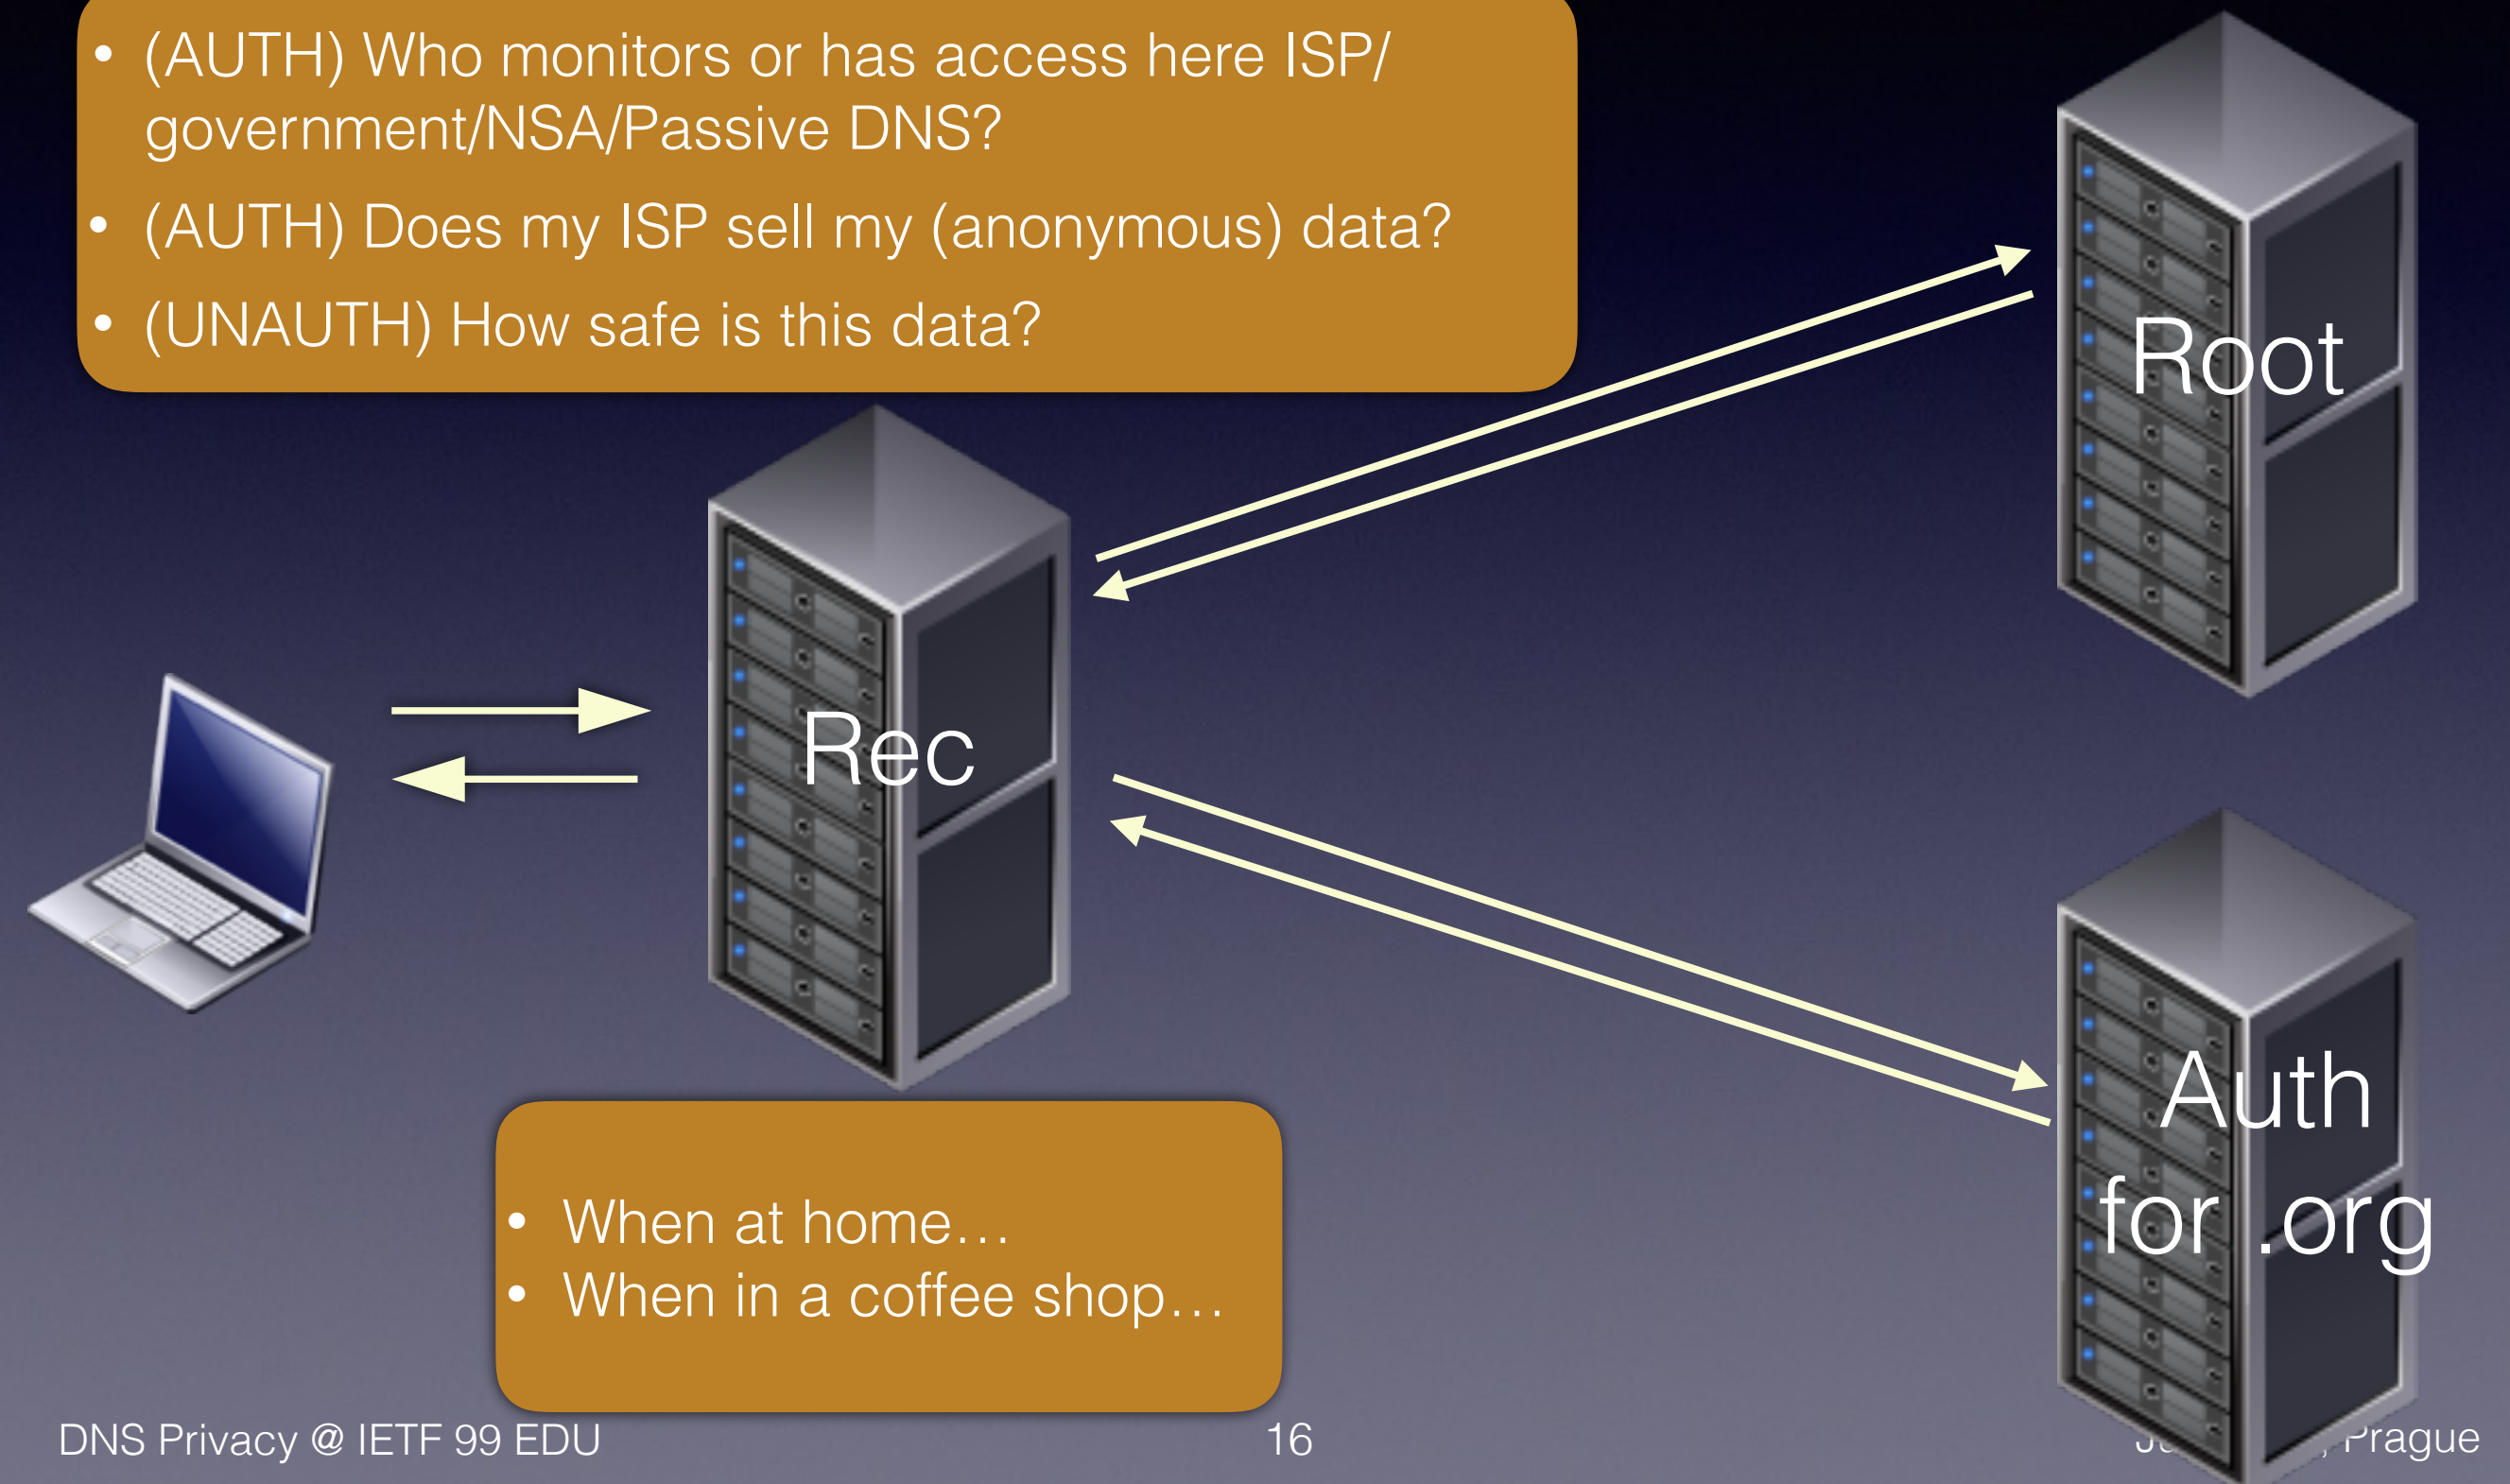 • (AUTH) Who monitors or has access here ISP/
government/NSA/Passive DNS?
• (AUTH) Does my ISP sell my (anonymous) data?
• (UNAUTH) How safe is this data?
Root
Rec
Auth
for .org
• When at home…
• When in a coffee shop…
DNS Privacy @ IETF 99 EDU
16
Prague